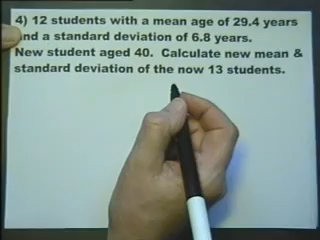 4) 12 students with a mean age of 29.4 years
and a standard deviation of 6.8 years.
New student aged 40. Calculate new mean &
standard deviation of the now 13 students.